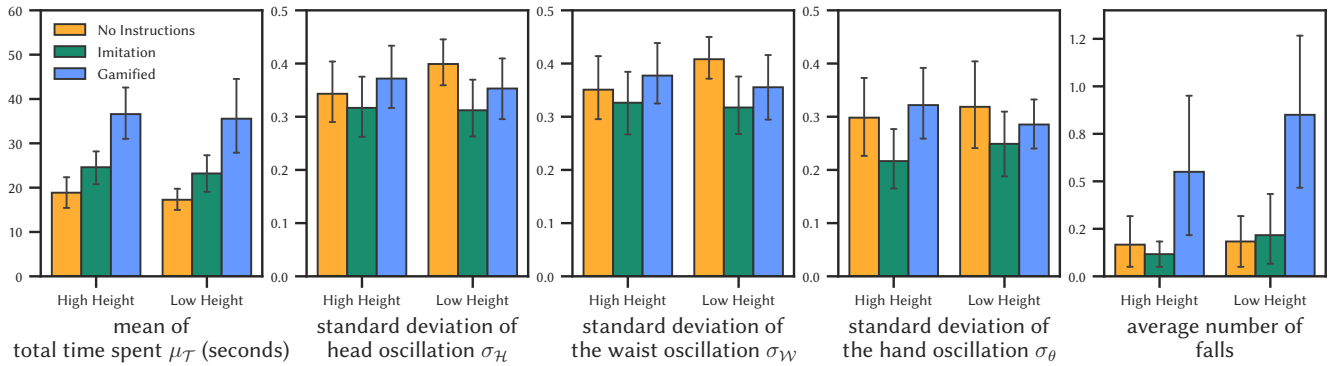 60
50
40
30
20
10
0
No Instructions
Imitation
Gamified
High Height
Low Height
mean of
total time spent μ𝒯 (seconds)
0.5
0.4
0.3
0.2
0.1
0.0
High Height
Low Height
standard deviation of
head oscillation σℋ
0.5
0.4
0.3
0.2
0.1
0.0
High Height
Low Height
standard deviation of
the waist oscillation σ𝒲
0.5
0.4
0.3
0.2
0.1
0.0
High Height
Low Height
standard deviation of
the hand oscillation σθ
1.2
1.0
0.8
0.5
0.2
0.0
High Height
Low Height
average number of
falls